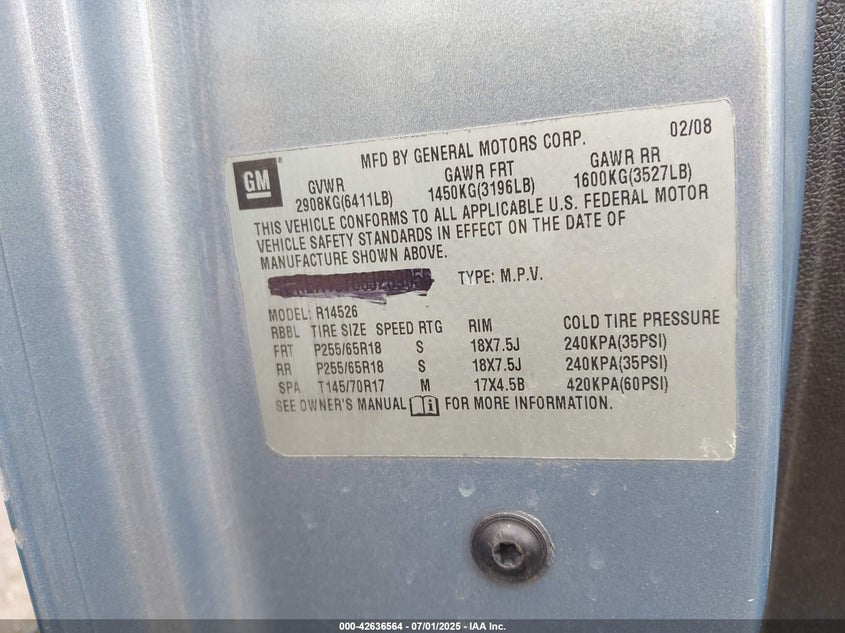 GM
MFD BY GENERAL MOTORS CORP. 02/08
GVWR GAWR FRT GAWR RR
2908KG(6411LB) 1450KG(3196LB) 1600KG(3527LB)
THIS VEHICLE CONFORMS TO ALL APPLICABLE U.S. FEDERAL MOTOR
VEHICLE SAFETY STANDARDS IN EFFECT ON THE DATE OF
MANUFACTURE SHOWN ABOVE.
TYPE: M.P.V.
MODEL: R14526
RBBL TIRE SIZE SPEED RTG RIM COLD TIRE PRESSURE
FRT P255/65R18 S 18X7.5J 240KPA(35PSI)
RR P255/65R18 S 18X7.5J 240KPA(35PSI)
SPA T145/70R17 M 17X4.5B 420KPA(60PSI)
SEE OWNER'S MANUAL FOR MORE INFORMATION.
000-42636564 — 07/01/2025 — IAA Inc.